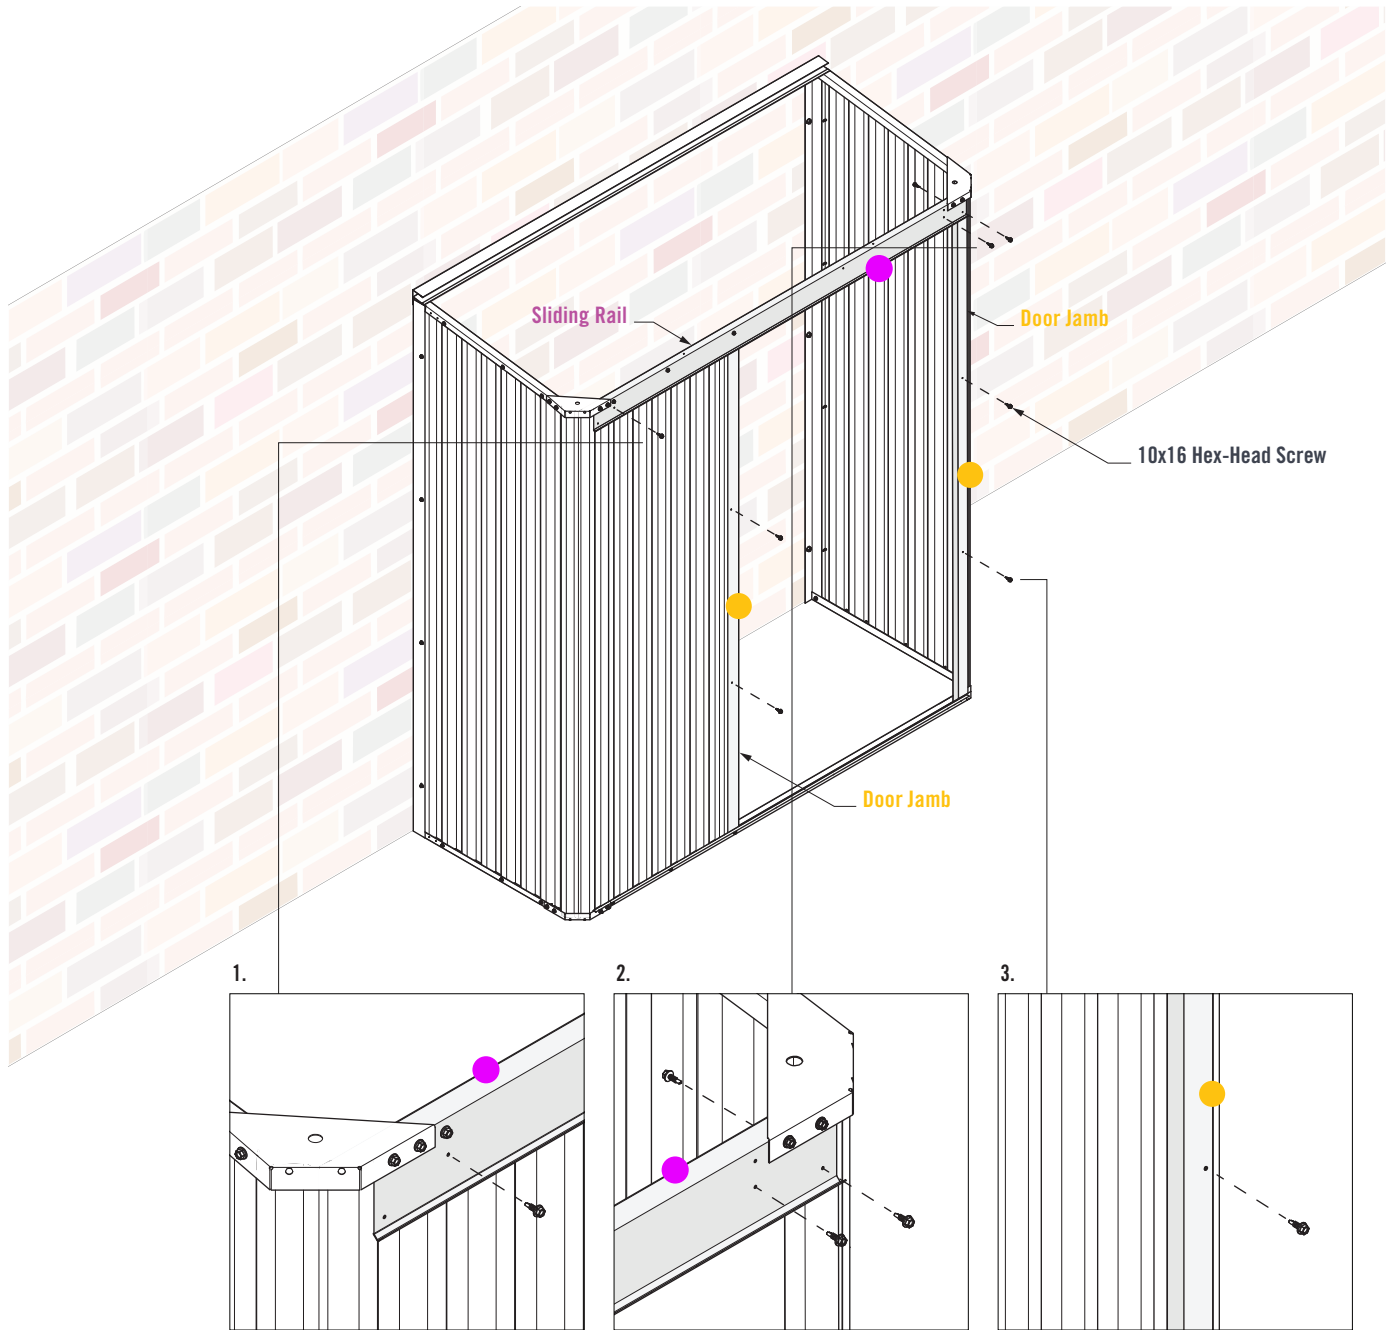 Sliding Rail
Door Jamb
10x16 Hex-Head Screw
Door Jamb
1.
2.
3.